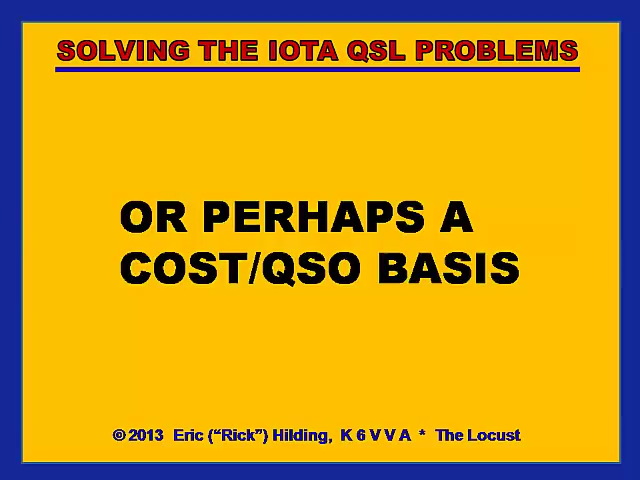 SOLVING THE IOTA QSL PROBLEMS
OR PERHAPS A
COST/QSO BASIS
© 2013 Eric (“Rick”) Hilding, K 6 V V A * The Locust